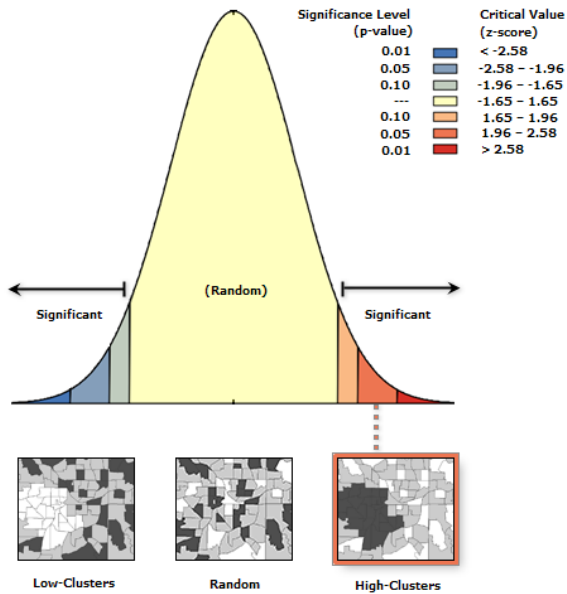 Significance Level
(p-value)
Critical Value
(z-score)
0.01 < -2.58
0.05 -2.58 – -1.96
0.10 -1.96 – -1.65
--- -1.65 – 1.65
0.10 1.65 – 1.96
0.05 1.96 – 2.58
0.01 > 2.58
(Random)
Significant
Significant
Low-Clusters
Random
High-Clusters